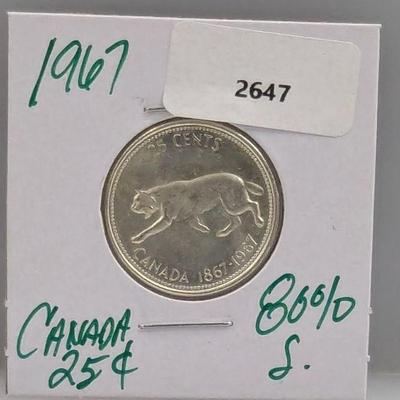 1967
2647
25 CENTS
CANADA 1867-1967
CANADA
25¢
80%
S.